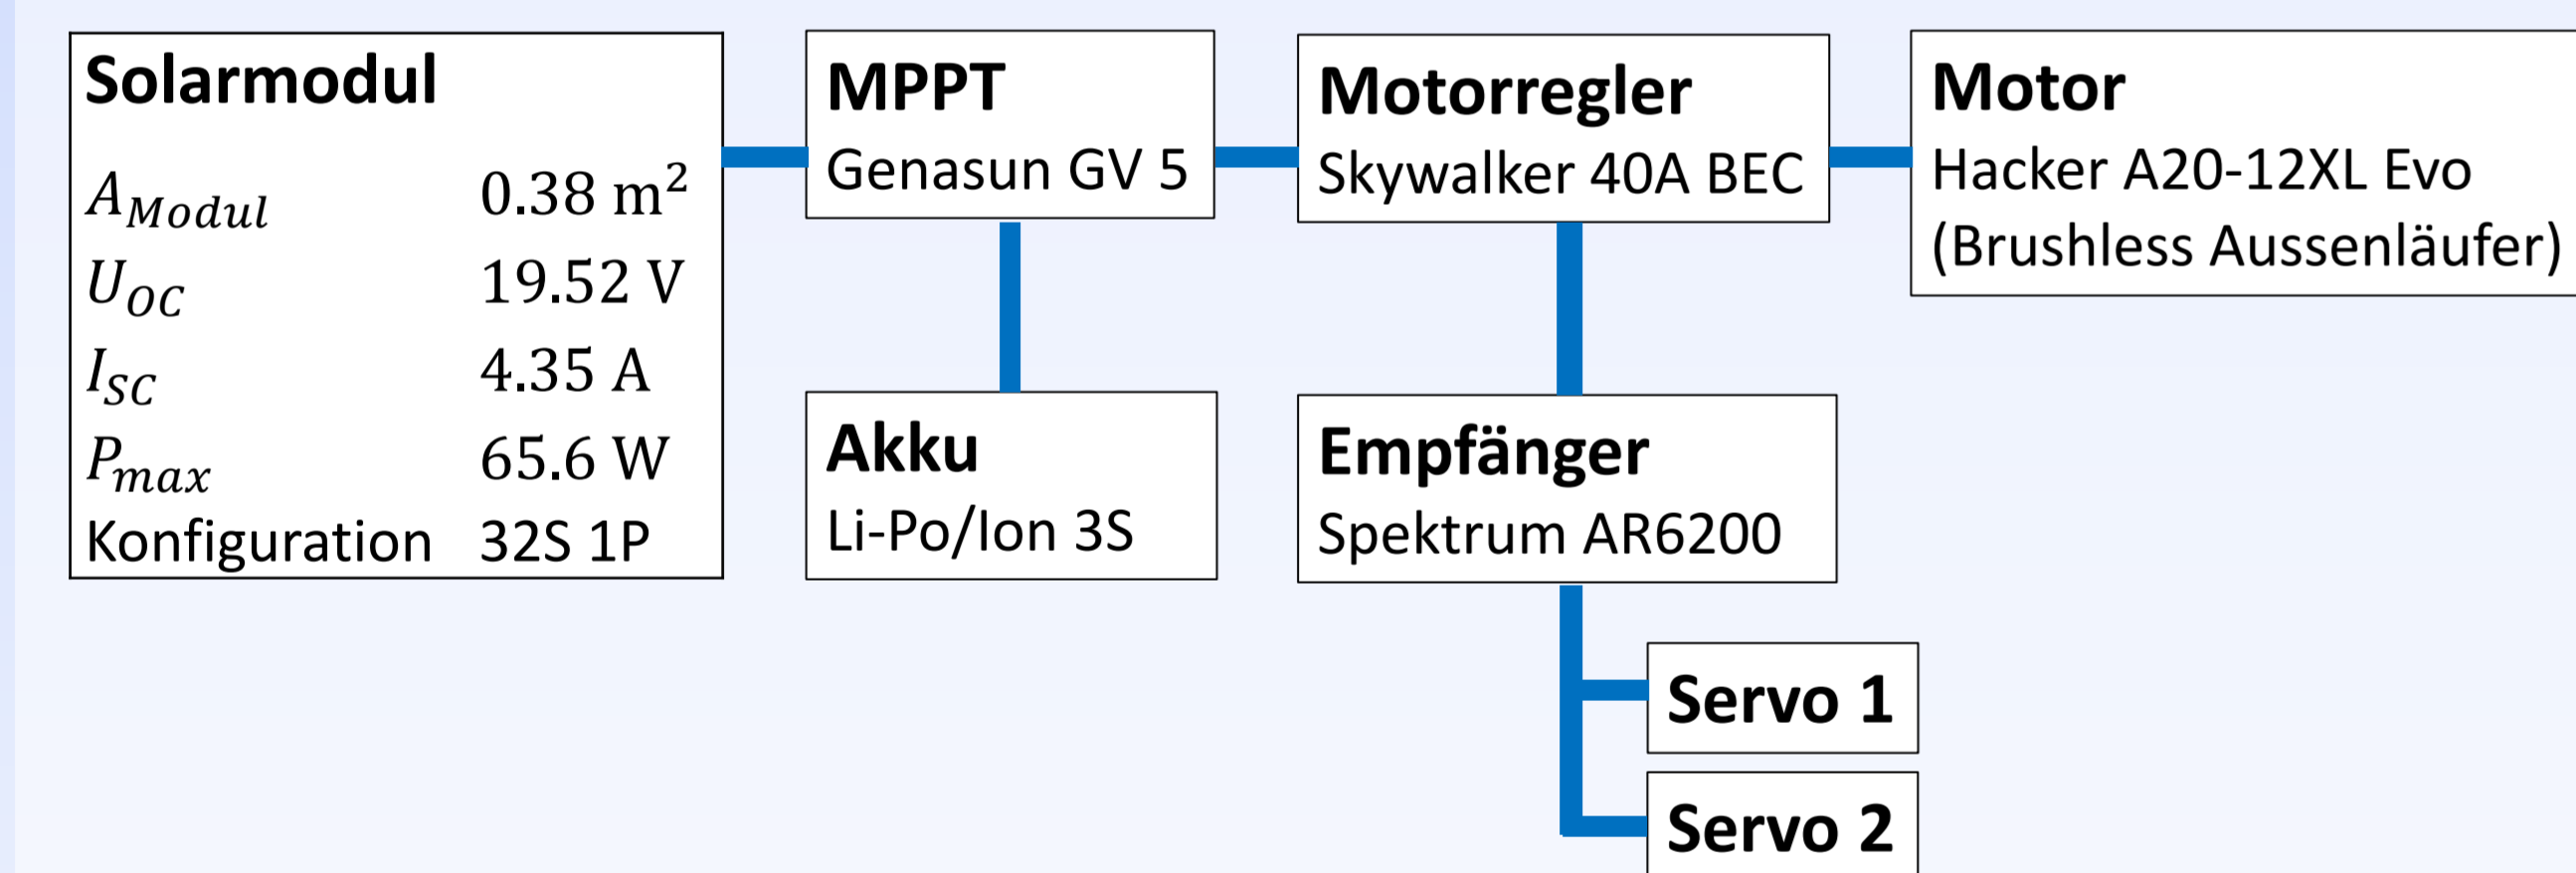 Solarmodul
A_Modul 0.38 m²
U_OC 19.52 V
I_SC 4.35 A
P_max 65.6 W
Konfiguration 32S 1P
MPPT
Genasun GV 5
Akku
Li-Po/Ion 3S
Motorregler
Skywalker 40A BEC
Empfänger
Spektrum AR6200
Servo 1
Servo 2
Motor
Hacker A20-12XL Evo
(Brushless Aussenläufer)